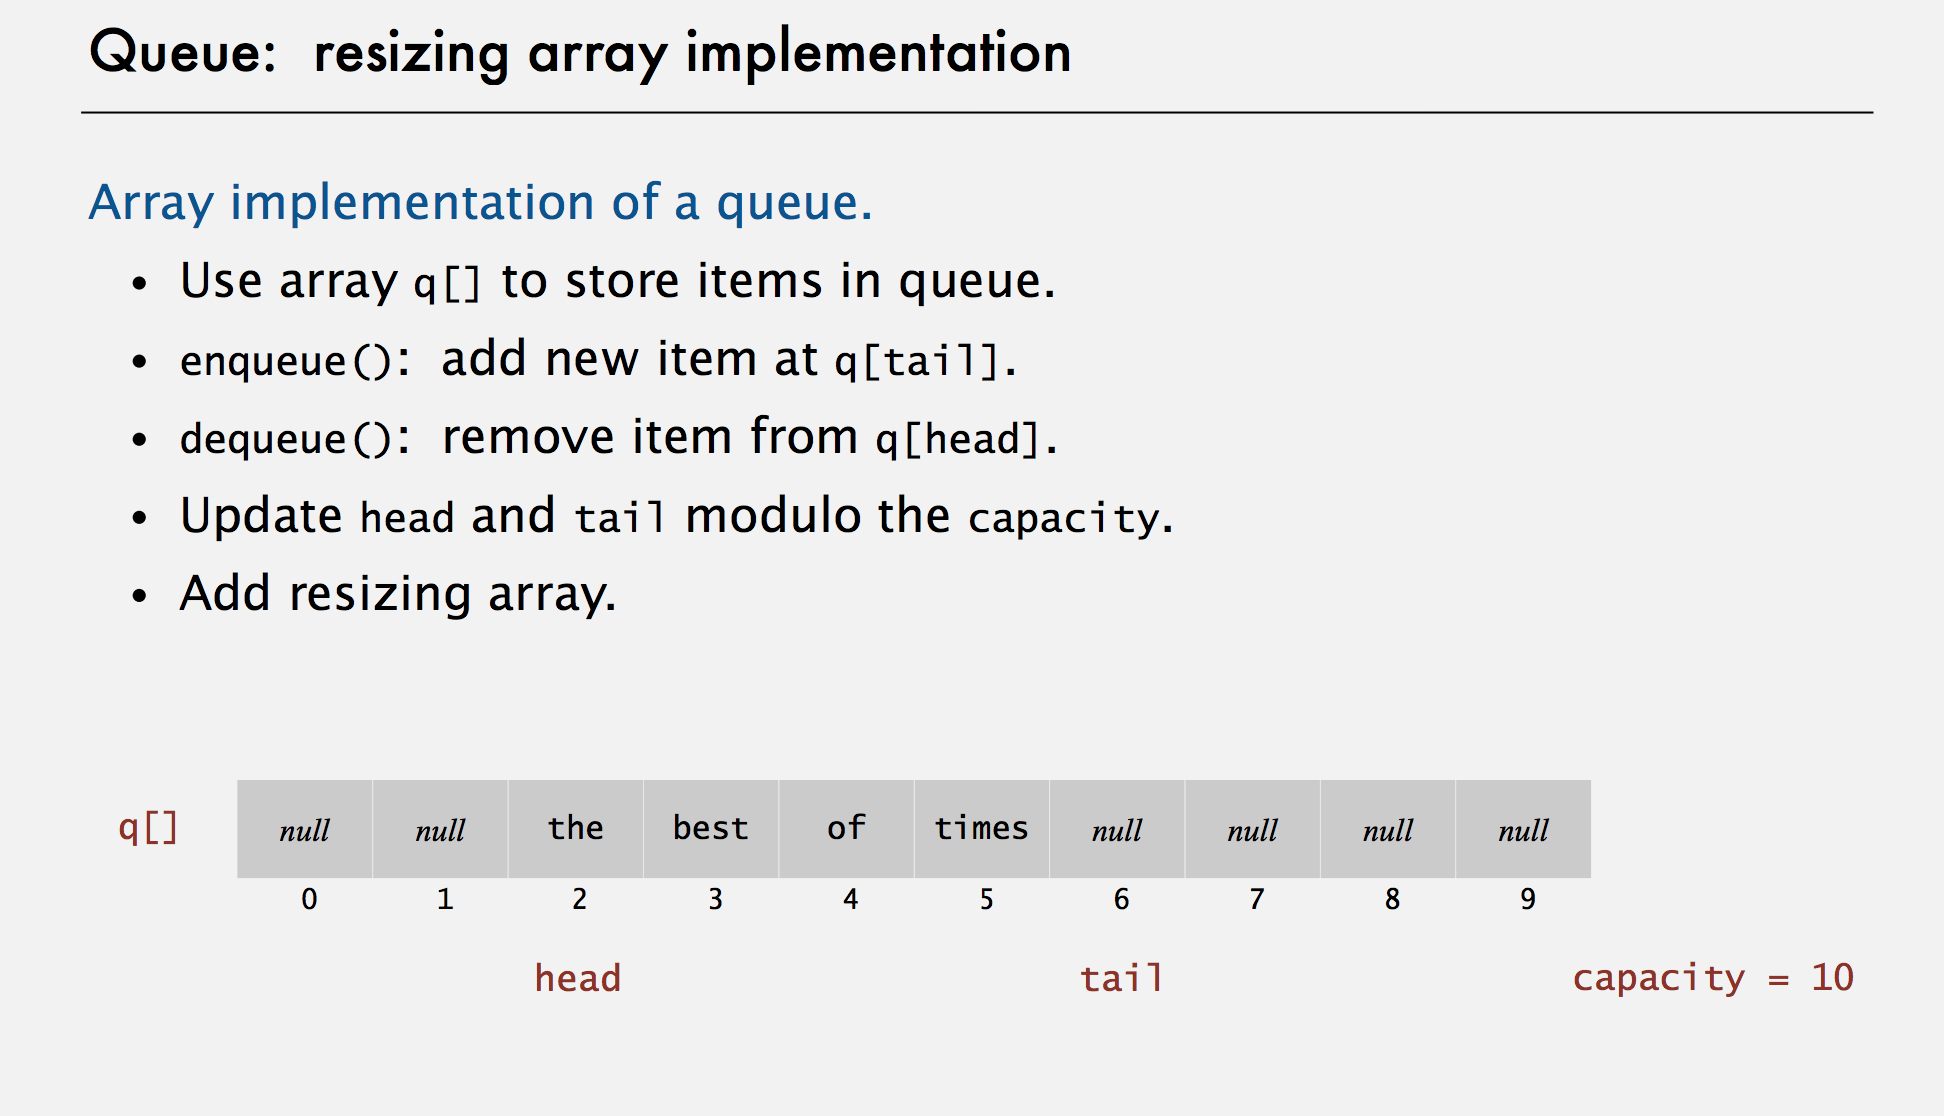 Queue: resizing array implementation
Array implementation of a queue.
• Use array q[] to store items in queue.
• enqueue(): add new item at q[tail].
• dequeue(): remove item from q[head].
• Update head and tail modulo the capacity.
• Add resizing array.
q[] null null the best of times null null null null
0 1 2 3 4 5 6 7 8 9
head tail capacity = 10